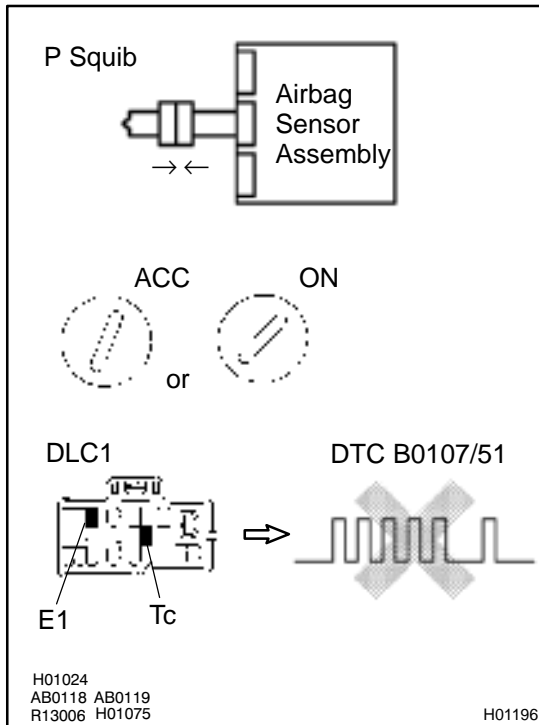 P Squib
Airbag
Sensor
Assembly
ACC
ON
or
DLC1
DTC B0107/51
E1
Tc
H01024
AB0118 AB0119
R13006 H01075
H01196